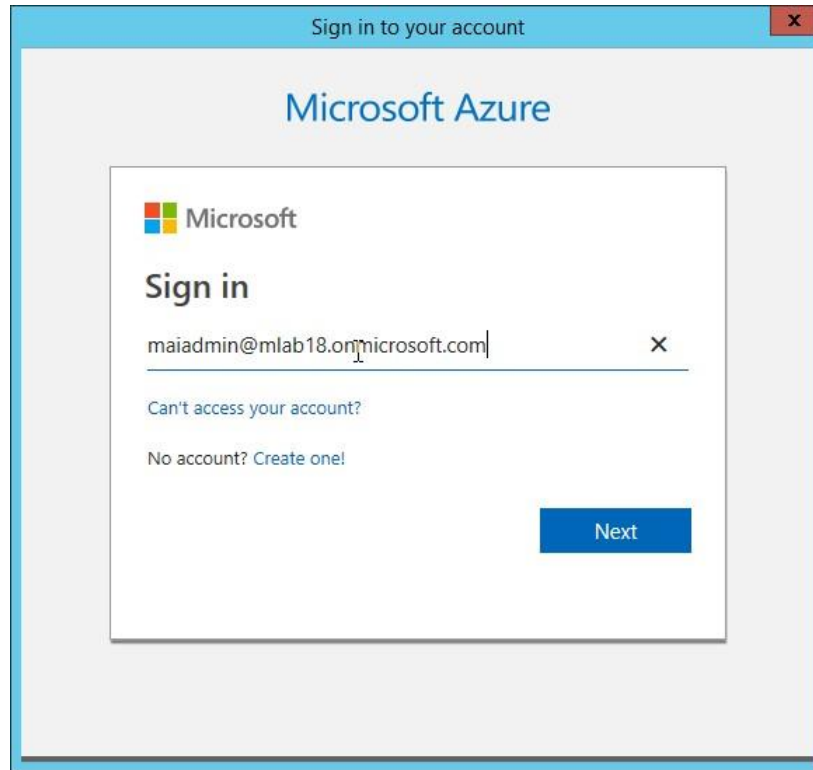 Sign in to your account
x
Microsoft Azure
Microsoft
Sign in
maiadmin@mlab18.onmicrosoft.com
Can't access your account?
No account? Create one!
Next